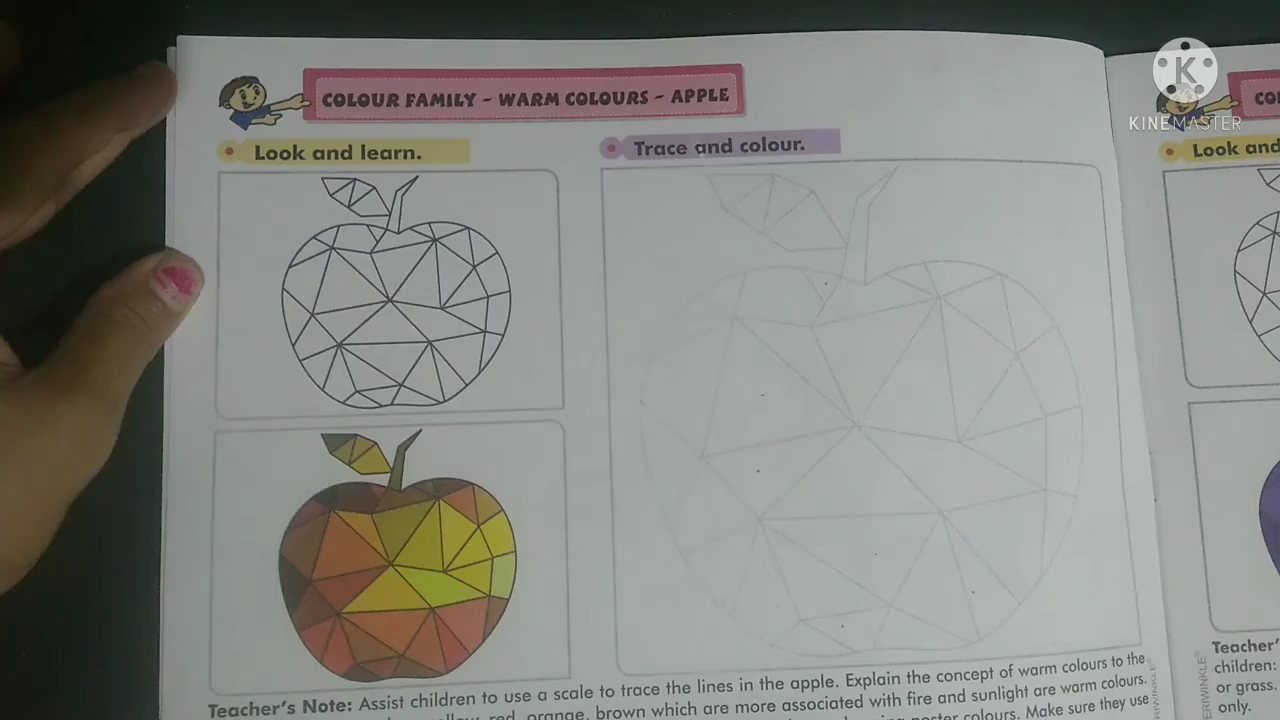 COLOUR FAMILY - WARM COLOURS - APPLE
Look and learn.
Trace and colour.
Teacher's Note: Assist children to use a scale to trace the lines in the apple. Explain the concept of warm colours to the
red, orange, brown which are more associated with fire and sunlight are warm colours.
colours. Make sure they use
K
KINEMASTER
CO
Look and
Teacher'
children:
or grass.
only.